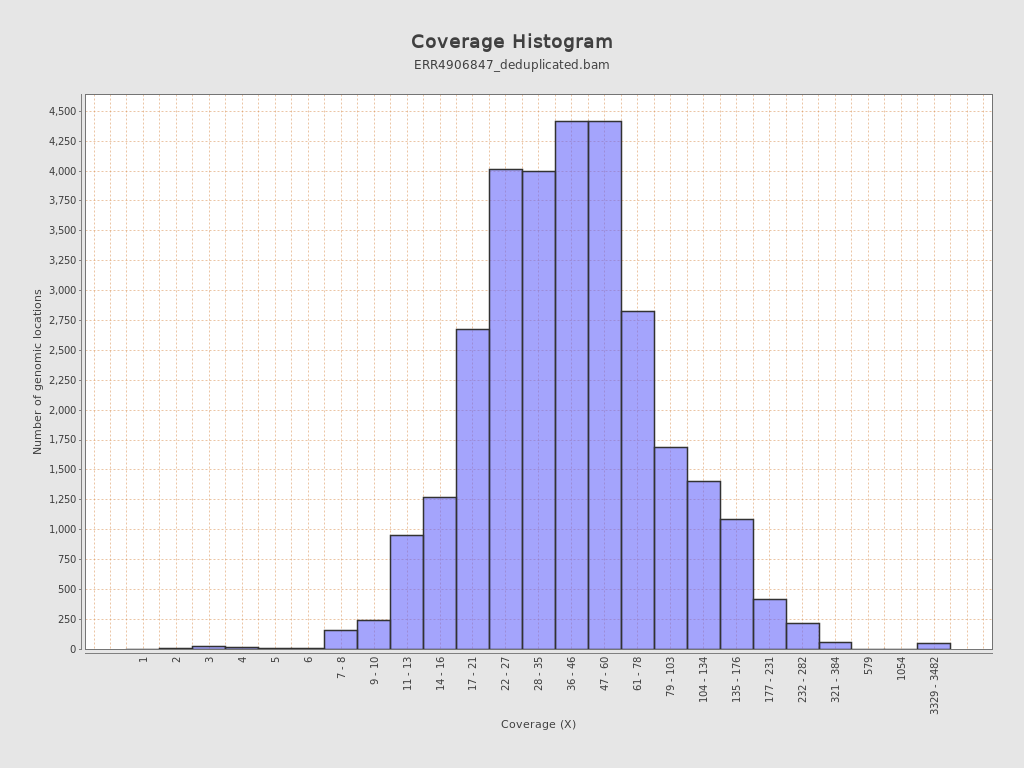 Coverage Histogram
ERR4906847_deduplicated.bam
Number of genomic locations
4,500
4,250
4,000
3,750
3,500
3,250
3,000
2,750
2,500
2,250
2,000
1,750
1,500
1,250
1,000
750
500
250
0
1
2
3
4
5
6
7 - 8
9 - 10
11 - 13
14 - 16
17 - 21
22 - 27
28 - 35
36 - 46
47 - 60
61 - 78
79 - 103
104 - 134
135 - 176
177 - 231
232 - 282
321 - 384
579
1054
3329 - 3482
Coverage (X)